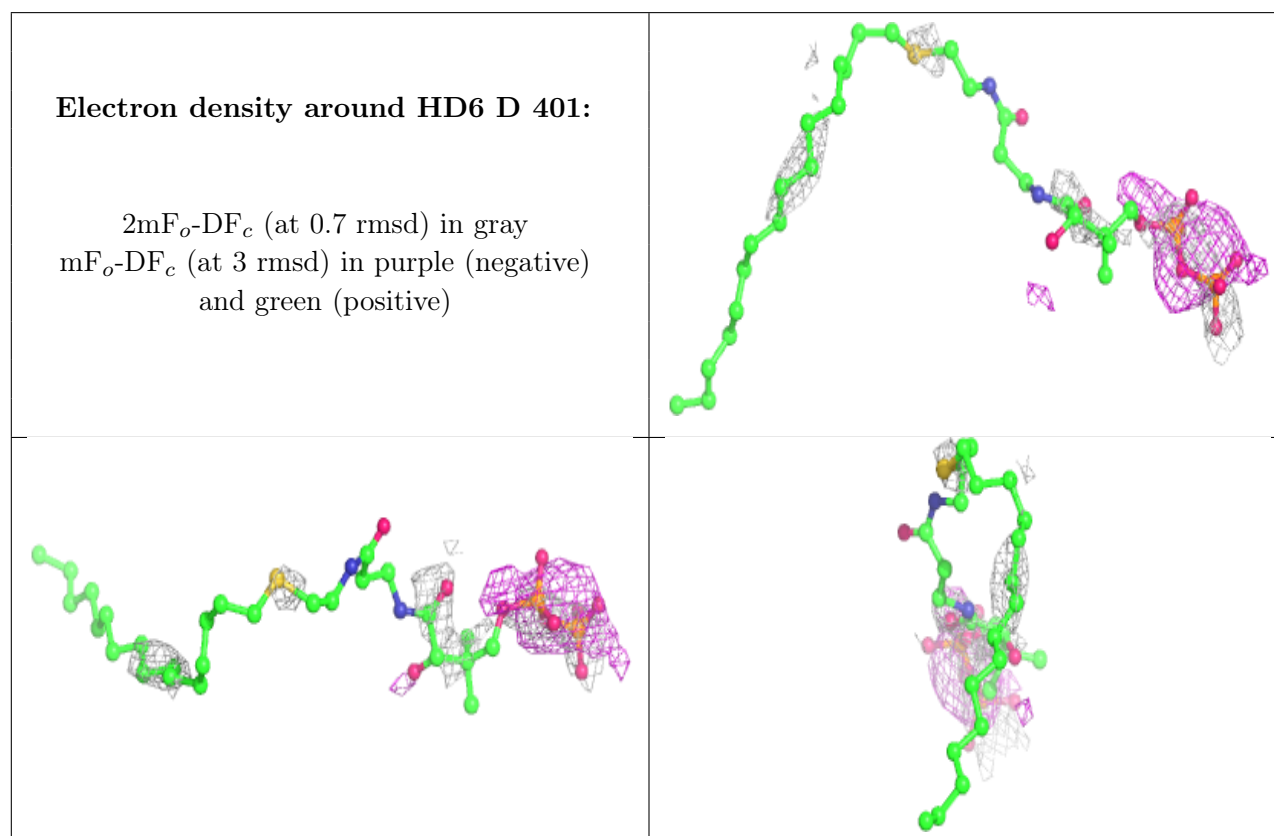 Electron density around HD6 D 401:
2mFo-DFc (at 0.7 rmsd) in gray
mFo-DFc (at 3 rmsd) in purple (negative)
and green (positive)